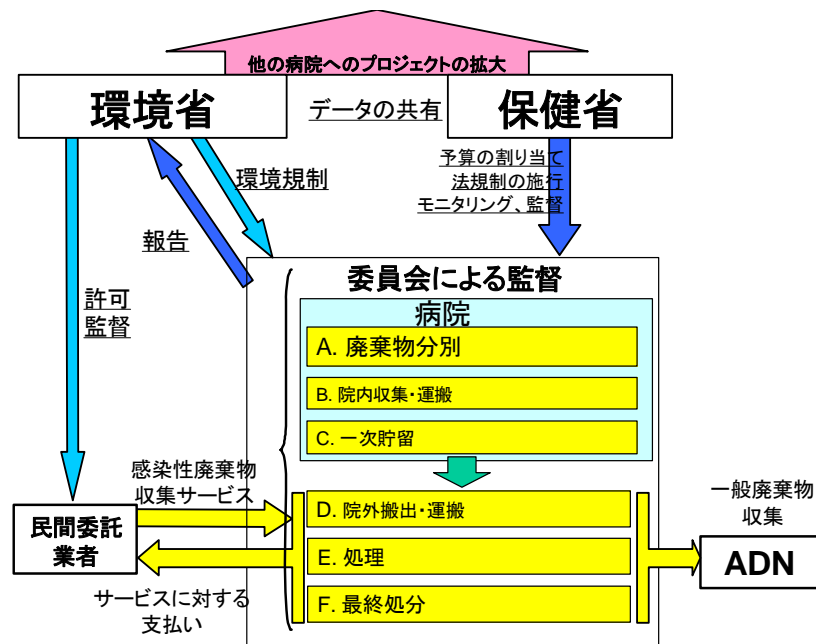 他の病院へのプロジェクトの拡大
環境省
データの共有
保健省
予算の割り当て
法規制の施行
モニタリング、監督
環境規制
報告
許可
監督
委員会による監督
病院
A. 廃棄物分別
B. 院内収集・運搬
C. 一次貯留
感染性廃棄物
収集サービス
D. 院外搬出・運搬
一般廃棄物
収集
民間委託
業者
E. 処理
ADN
サービスに対する
支払い
F. 最終処分